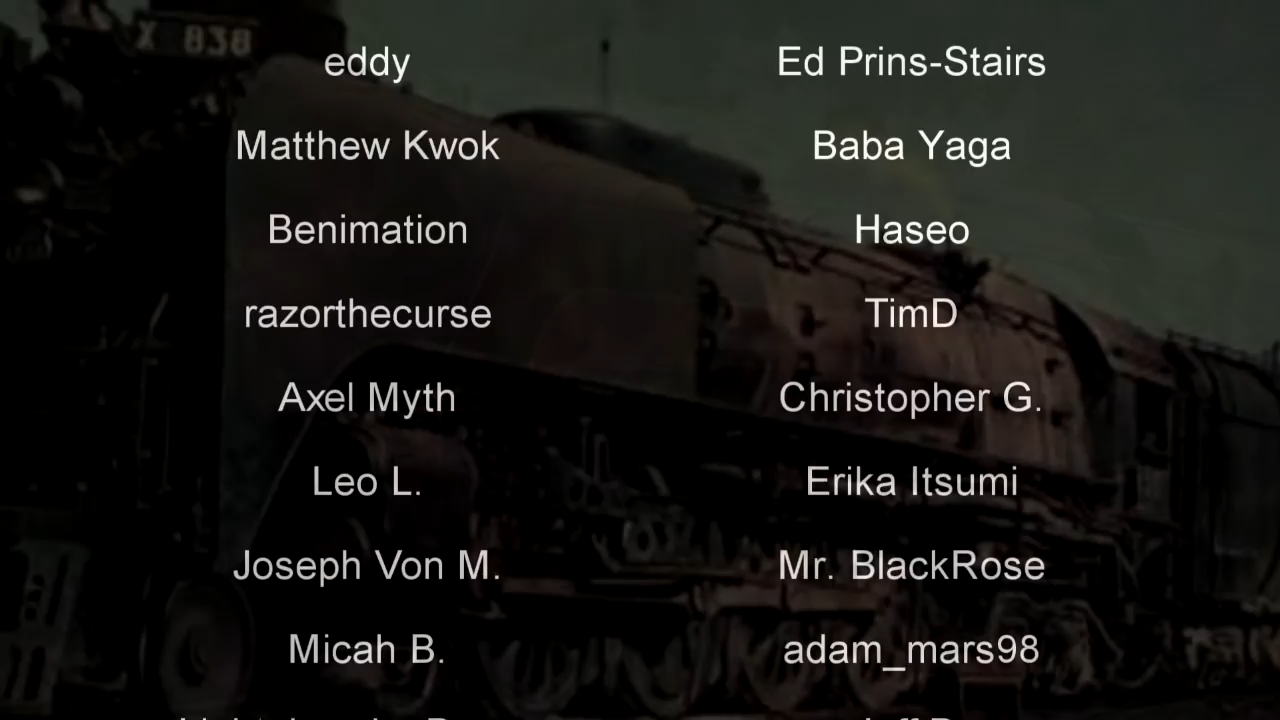 X 838
eddy
Ed Prins-Stairs
Matthew Kwok
Baba Yaga
Benimation
Haseo
razorthecurse
TimD
Axel Myth
Christopher G.
Leo L.
Erika Itsumi
Joseph Von M.
Mr. BlackRose
Micah B.
adam_mars98